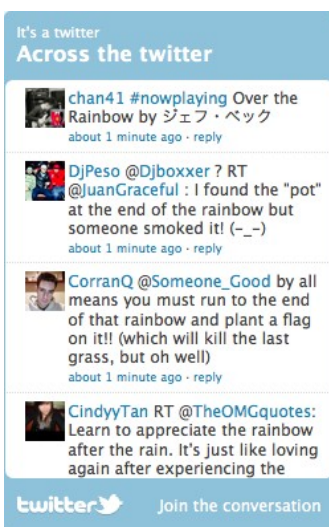 It's a twitter
Across the twitter
chan41 #nowplaying Over the
Rainbow by ジェフ・ベック
about 1 minute ago · reply
DjPeso @Djboxxer ? RT
@JuanGraceful : I found the "pot"
at the end of the rainbow but
someone smoked it! (-_-)
about 1 minute ago · reply
CorranQ @Someone_Good by all
means you must run to the end
of that rainbow and plant a flag
on it!! (which will kill the last
grass, but oh well)
about 1 minute ago · reply
CindyyTan RT @TheOMGquotes:
Learn to appreciate the rainbow
after the rain. It's just like loving
again after experiencing the
twitter Join the conversation